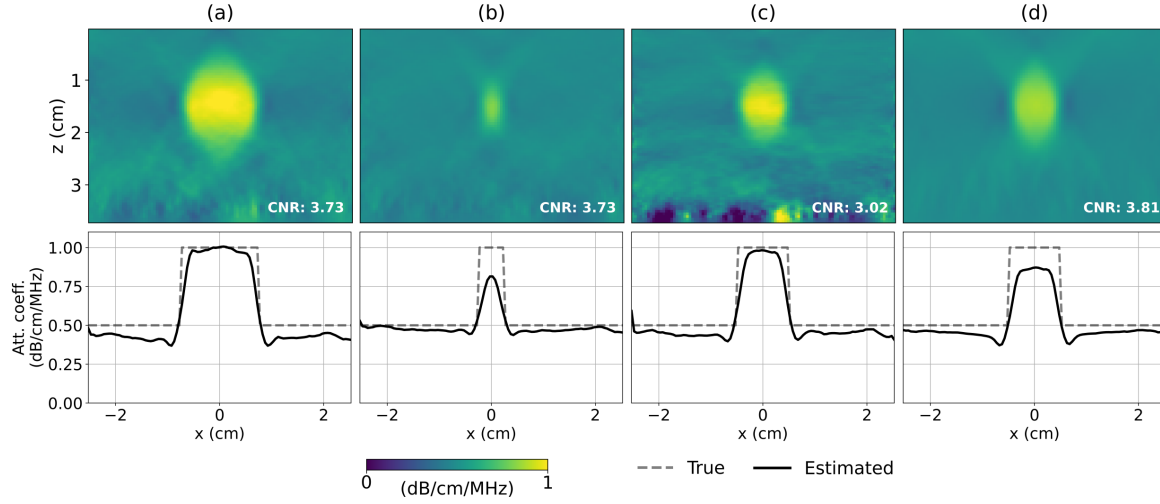 (a) (b) (c) (d)
z (cm)
1
2
3
CNR: 3.73 CNR: 3.73 CNR: 3.02 CNR: 3.81
Att. coeff.
(dB/cm/MHz)
1.00
0.75
0.50
0.25
0.00
−2 0 2 −2 0 2 −2 0 2 −2 0 2
x (cm) x (cm) x (cm) x (cm)
0 1
(dB/cm/MHz)
True Estimated